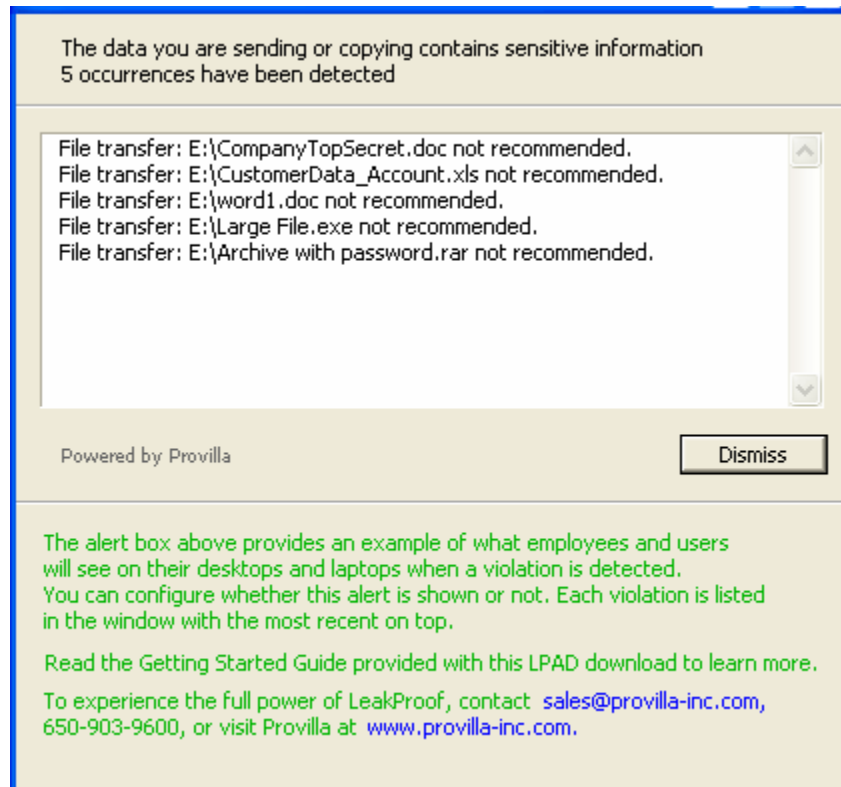 The data you are sending or copying contains sensitive information
5 occurrences have been detected
File transfer: E:\CompanyTopSecret.doc not recommended.
File transfer: E:\CustomerData_Account.xls not recommended.
File transfer: E:\word1.doc not recommended.
File transfer: E:\Large File.exe not recommended.
File transfer: E:\Archive with password.rar not recommended.
Powered by Provilla
Dismiss
The alert box above provides an example of what employees and users
will see on their desktops and laptops when a violation is detected.
You can configure whether this alert is shown or not. Each violation is listed
in the window with the most recent on top.
Read the Getting Started Guide provided with this LPAD download to learn more.
To experience the full power of LeakProof, contact sales@provilla-inc.com,
650-903-9600, or visit Provilla at www.provilla-inc.com.